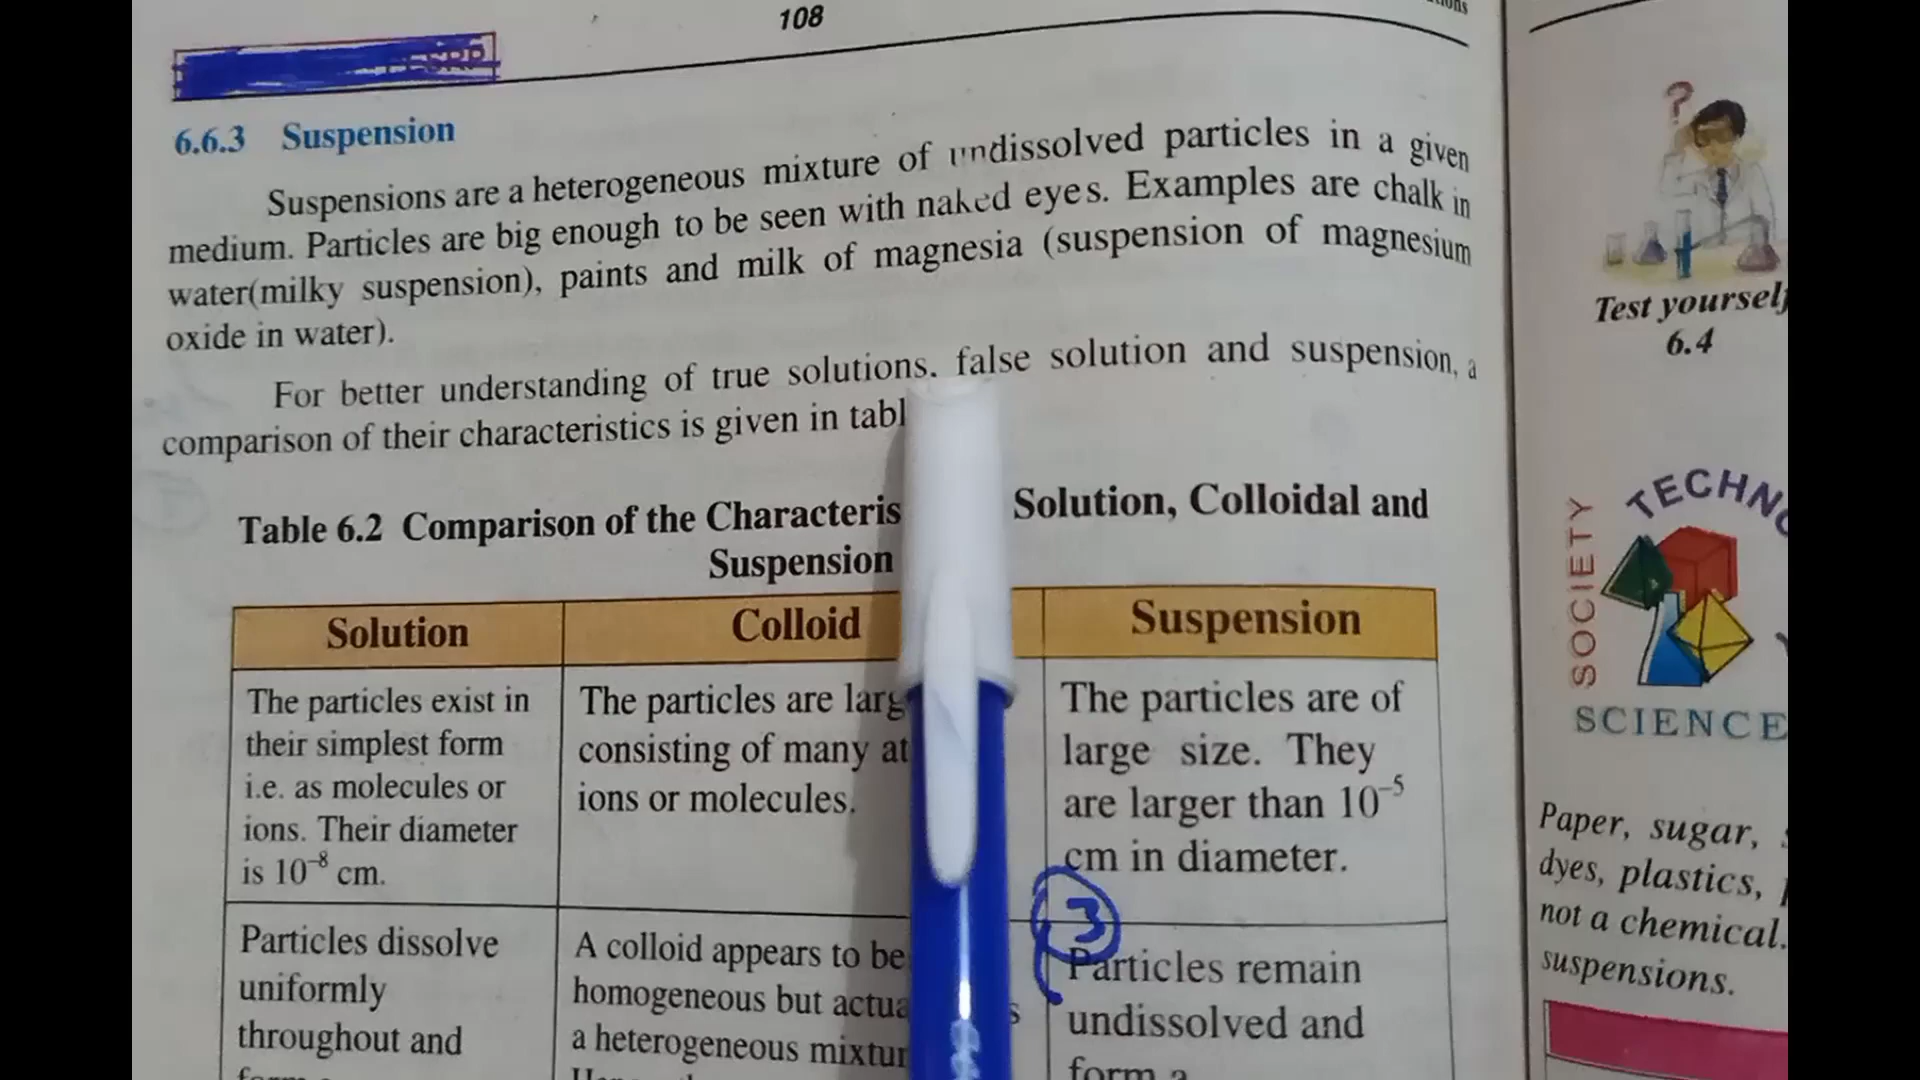 108
6.6.3 Suspension
Suspensions are a heterogeneous mixture of undissolved particles in a given
medium. Particles are big enough to be seen with naked eyes. Examples are chalk in
water(milky suspension), paints and milk of magnesia (suspension of magnesium
oxide in water).
For better understanding of true solutions, false solution and suspension, a
comparison of their characteristics is given in tabl
Table 6.2 Comparison of the Characteris Solution, Colloidal and
Suspension
Solution Colloid Suspension
The particles exist in
their simplest form
i.e. as molecules or
ions. Their diameter
is 10⁻⁸ cm.
The particles are larg
consisting of many at
ions or molecules.
The particles are of
large size. They
are larger than 10⁻⁵
cm in diameter.
3
Particles dissolve
uniformly
throughout and
A colloid appears to be
homogeneous but actua s
a heterogeneous mixtur
Particles remain
undissolved and
form a
?
Test yourself
6.4
SOCIETY
TECHNO
SCIENCE
Paper, sugar,
dyes, plastics,
not a chemical.
suspensions.